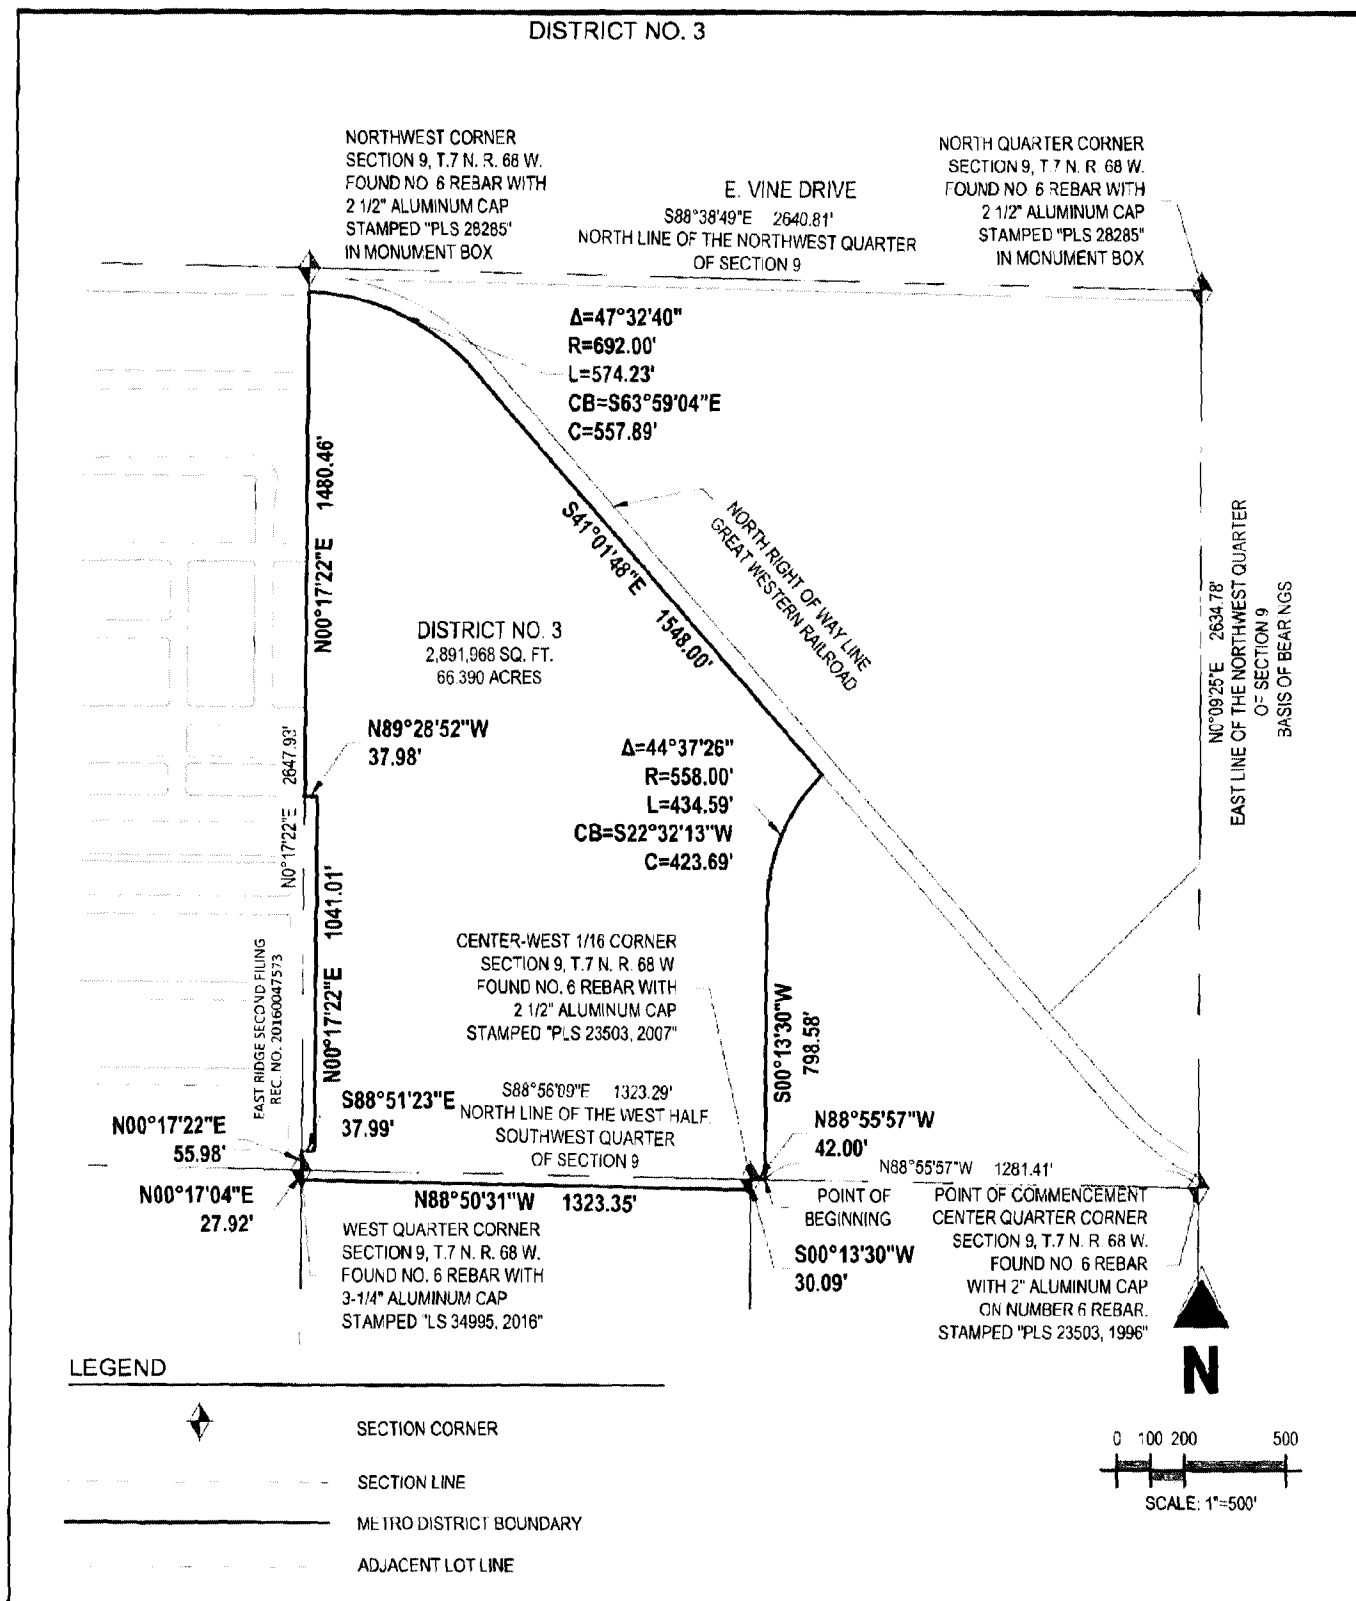 DISTRICT NO. 3
NORTHWEST CORNER
SECTION 9, T.7 N. R. 68 W.
FOUND NO. 6 REBAR WITH
2 1/2" ALUMINUM CAP
STAMPED "PLS 28285"
IN MONUMENT BOX
E. VINE DRIVE
S88°38'49"E 2640.81'
NORTH LINE OF THE NORTHWEST QUARTER
OF SECTION 9
NORTH QUARTER CORNER
SECTION 9, T.7 N. R. 68 W.
FOUND NO. 6 REBAR WITH
2 1/2" ALUMINUM CAP
STAMPED "PLS 28285"
IN MONUMENT BOX
Δ=47°32'40"
R=692.00'
L=574.23'
CB=S63°59'04"E
C=557.89'
N00°17'22"E 1480.46'
S41°01'48"E 1548.00'
NORTH RIGHT OF WAY LINE
GREAT WESTERN RAILROAD
N0°09'25"E 2634.78'
EAST LINE OF THE NORTHWEST QUARTER
OF SECTION 9
BASIS OF BEARINGS
DISTRICT NO. 3
2,891,968 SQ. FT.
66.390 ACRES
N89°28'52"W
37.98'
N0°17'22"E 2647.93'
Δ=44°37'26"
R=558.00'
L=434.59'
CB=S22°32'13"W
C=423.69'
N00°17'22"E 1041.01'
EAST RIDGE SECOND FILING
REC. NO. 20160047573
CENTER-WEST 1/16 CORNER
SECTION 9, T.7 N. R. 68 W
FOUND NO. 6 REBAR WITH
2 1/2" ALUMINUM CAP
STAMPED "PLS 23503, 2007"
S00°13'30"W
798.58'
S88°56'09"E 1323.29'
NORTH LINE OF THE WEST HALF
SOUTHWEST QUARTER
OF SECTION 9
S88°51'23"E
37.99'
N00°17'22"E
55.98'
N00°17'04"E
27.92'
N88°55'57"W
42.00'
N88°55'57"W 1281.41'
N88°50'31"W 1323.35'
POINT OF
BEGINNING
S00°13'30"W
30.09'
WEST QUARTER CORNER
SECTION 9, T.7 N. R. 68 W.
FOUND NO. 6 REBAR WITH
3-1/4" ALUMINUM CAP
STAMPED "LS 34995, 2016"
POINT OF COMMENCEMENT
CENTER QUARTER CORNER
SECTION 9, T.7 N. R. 68 W.
FOUND NO. 6 REBAR
WITH 2" ALUMINUM CAP
ON NUMBER 6 REBAR.
STAMPED "PLS 23503, 1996"
N
LEGEND
SECTION CORNER
SECTION LINE
METRO DISTRICT BOUNDARY
ADJACENT LOT LINE
0 100 200 500
SCALE: 1"=500'